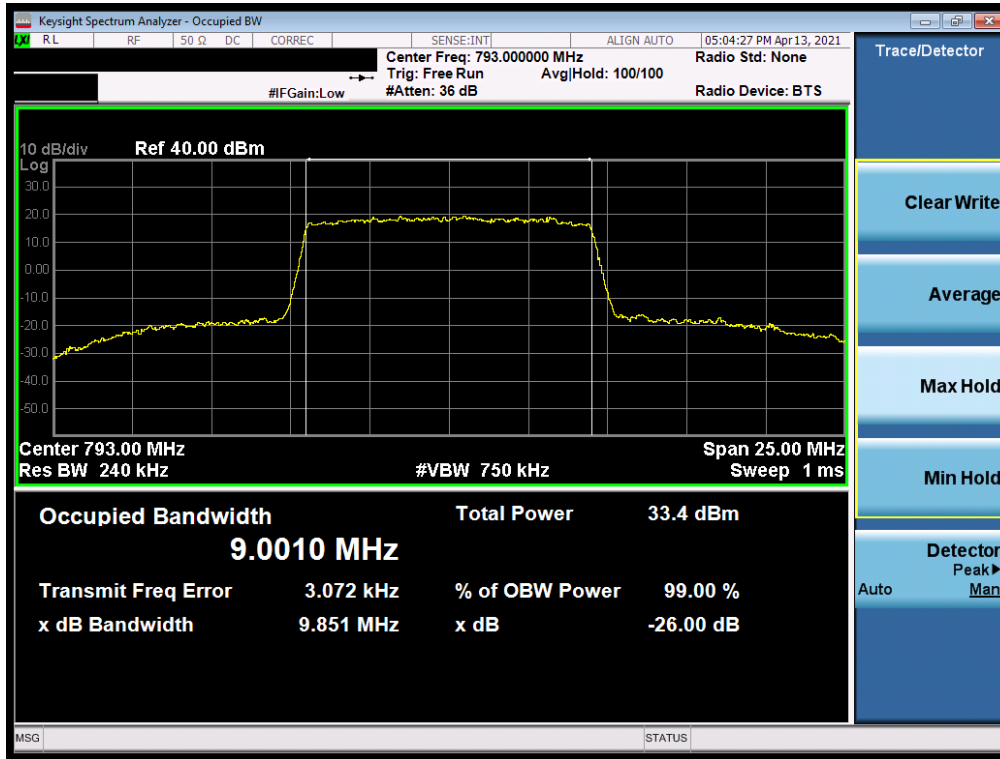 Keysight Spectrum Analyzer - Occupied BW
LXI RL RF 50 Ω DC CORREC SENSE:INT ALIGN AUTO 05:04:27 PM Apr 13, 2021
Center Freq: 793.000000 MHz Radio Std: None
Trig: Free Run Avg|Hold: 100/100
#IFGain:Low #Atten: 36 dB Radio Device: BTS
10 dB/div Ref 40.00 dBm
Log
30.0
20.0
10.0
0.00
-10.0
-20.0
-30.0
-40.0
-50.0
Center 793.00 MHz Span 25.00 MHz
Res BW 240 kHz #VBW 750 kHz Sweep 1 ms
Occupied Bandwidth Total Power 33.4 dBm
9.0010 MHz
Transmit Freq Error 3.072 kHz % of OBW Power 99.00 %
x dB Bandwidth 9.851 MHz x dB -26.00 dB
MSG STATUS
Trace/Detector
Clear Write
Average
Max Hold
Min Hold
Detector
Peak▶
Auto Man